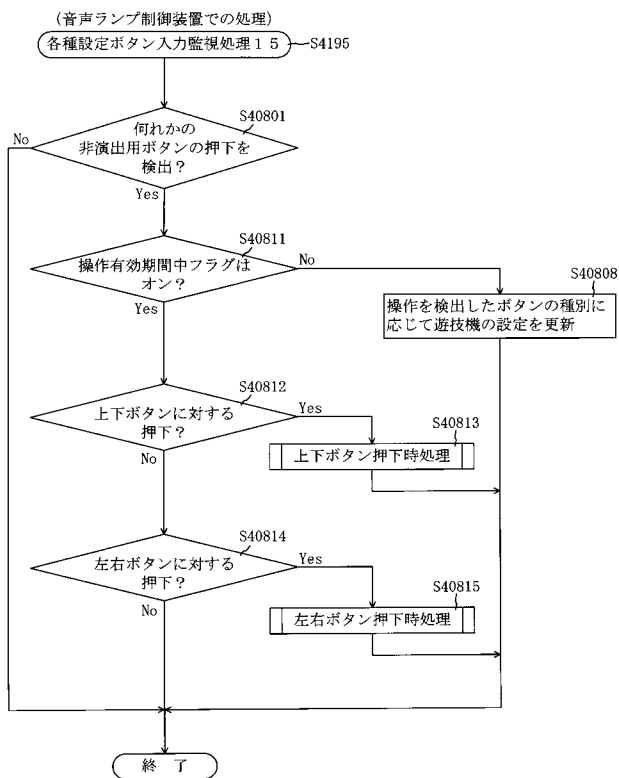 (音声ランプ制御装置での処理)
各種設定ボタン入力監視処理15
S4195
S40801
何れかの
非演出用ボタンの押下を
検出?
No
Yes
S40811
操作有効期間中フラグは
オン?
No
Yes
S40808
操作を検出したボタンの種別に
応じて遊技機の設定を更新
S40812
上下ボタンに対する
押下?
Yes
No
S40813
上下ボタン押下時処理
S40814
左右ボタンに対する
押下?
Yes
No
S40815
左右ボタン押下時処理
終 了